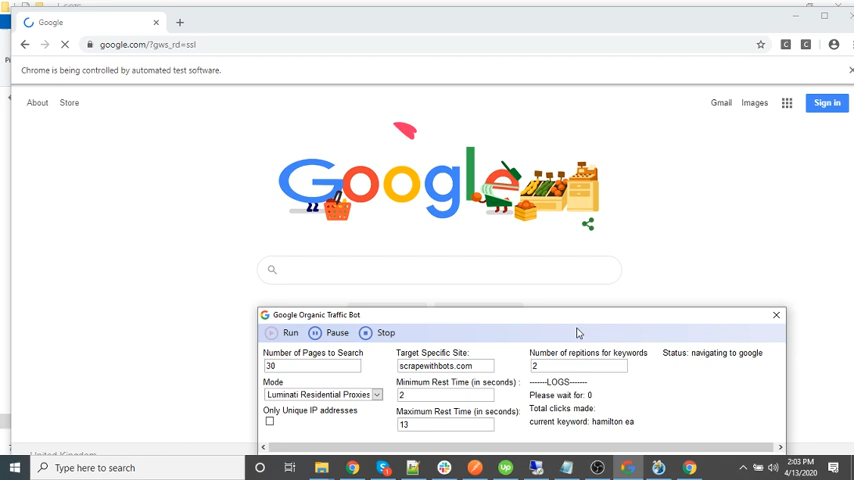 Google
google.com/?gws_rd=ssl
Chrome is being controlled by automated test software.
About Store
Gmail Images
Sign in
Google
Google Organic Traffic Bot
Run Pause Stop
Number of Pages to Search
30
Mode
Luminati Residential Proxies
Only Unique IP addresses
Target Specific Site:
scrapewithbots.com
Minimum Rest Time (in seconds) :
2
Maximum Rest Time (in seconds):
13
Number of repitions for keywords
2
-------LOGS-------
Please wait for: 0
Total clicks made:
current keyword: hamilton ea
Status: navigating to google
Type here to search
2:03 PM
4/13/2020